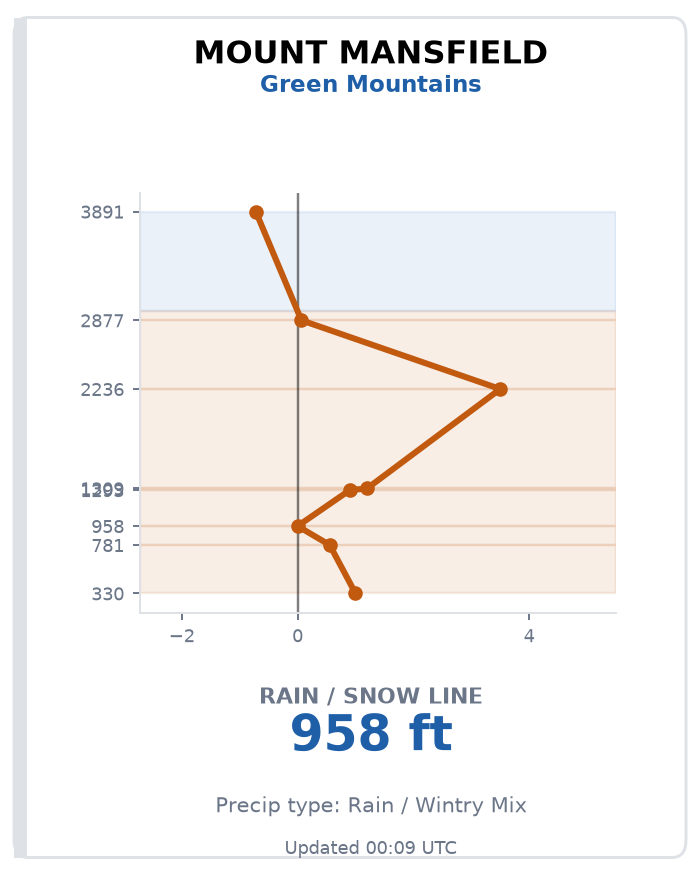 MOUNT MANSFIELD
Green Mountains
3891
2877
2236
958
781
330
−2
0
4
RAIN / SNOW LINE
958 ft
Precip type: Rain / Wintry Mix
Updated 00:09 UTC